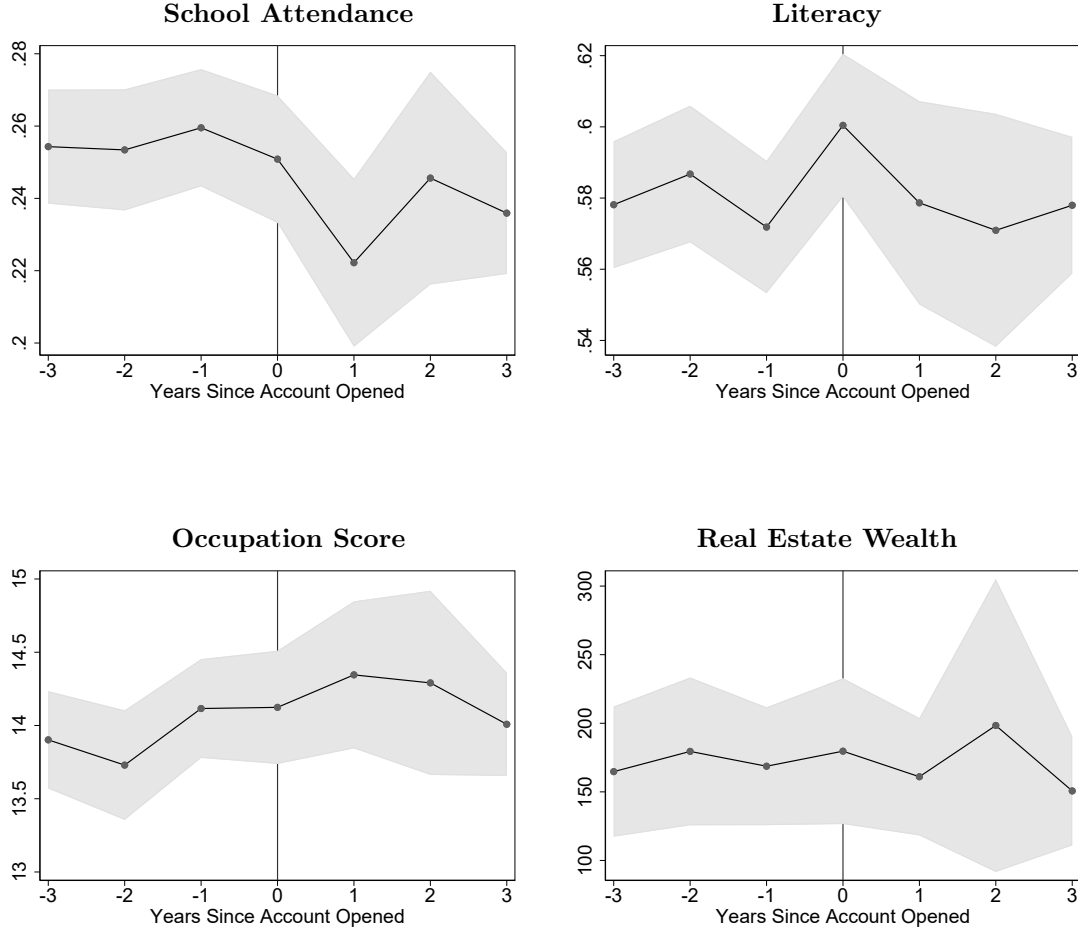 School Attendance
.28
.26
.24
.22
.2
-3 -2 -1 0 1 2 3
Years Since Account Opened
Literacy
.62
.6
.58
.56
.54
-3 -2 -1 0 1 2 3
Years Since Account Opened
Occupation Score
15
14.5
14
13.5
13
-3 -2 -1 0 1 2 3
Years Since Account Opened
Real Estate Wealth
300
250
200
150
100
-3 -2 -1 0 1 2 3
Years Since Account Opened